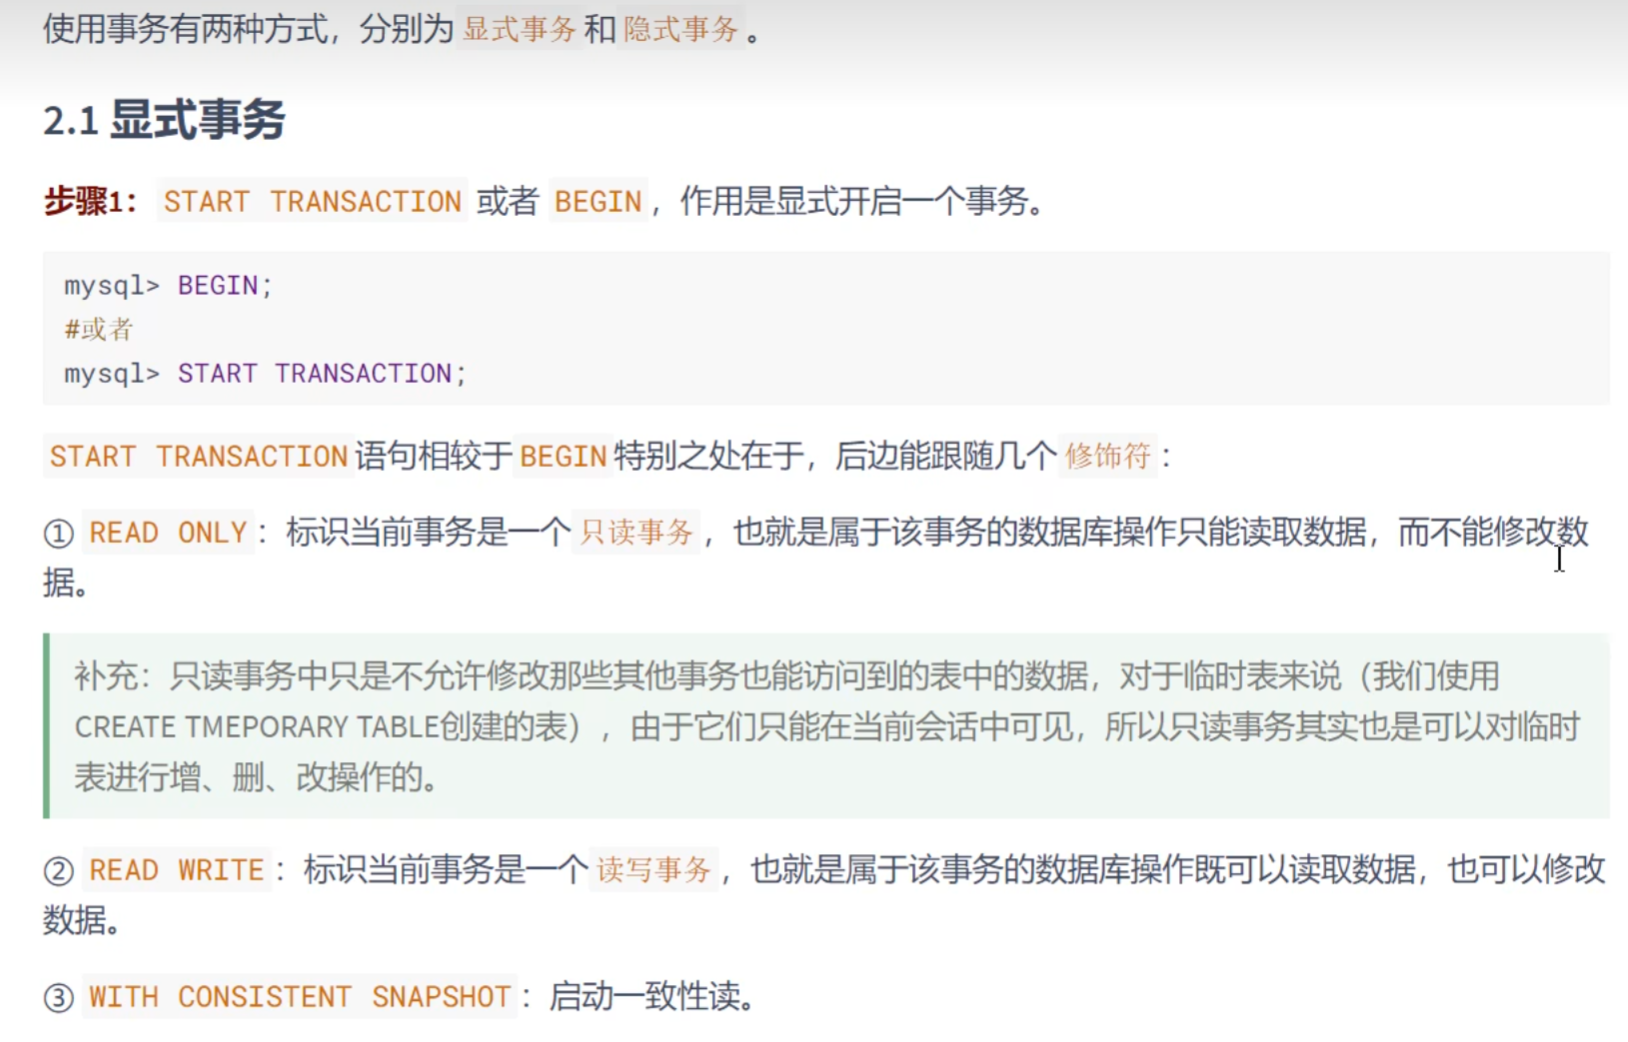 使用事务有两种方式，分别为 显式事务 和 隐式事务 。
2.1 显式事务
步骤1： START TRANSACTION 或者 BEGIN ，作用是显式开启一个事务。
mysql> BEGIN;
#或者
mysql> START TRANSACTION;
START TRANSACTION 语句相较于 BEGIN 特别之处在于，后边能跟随几个 修饰符 ：
① READ ONLY ：标识当前事务是一个 只读事务 ，也就是属于该事务的数据库操作只能读取数据，而不能修改数
据。
补充：只读事务中只是不允许修改那些其他事务也能访问到的表中的数据，对于临时表来说（我们使用
CREATE TMEPORARY TABLE创建的表），由于它们只能在当前会话中可见，所以只读事务其实也是可以对临时
表进行增、删、改操作的。
② READ WRITE ：标识当前事务是一个 读写事务 ，也就是属于该事务的数据库操作既可以读取数据，也可以修改
数据。
③ WITH CONSISTENT SNAPSHOT ：启动一致性读。